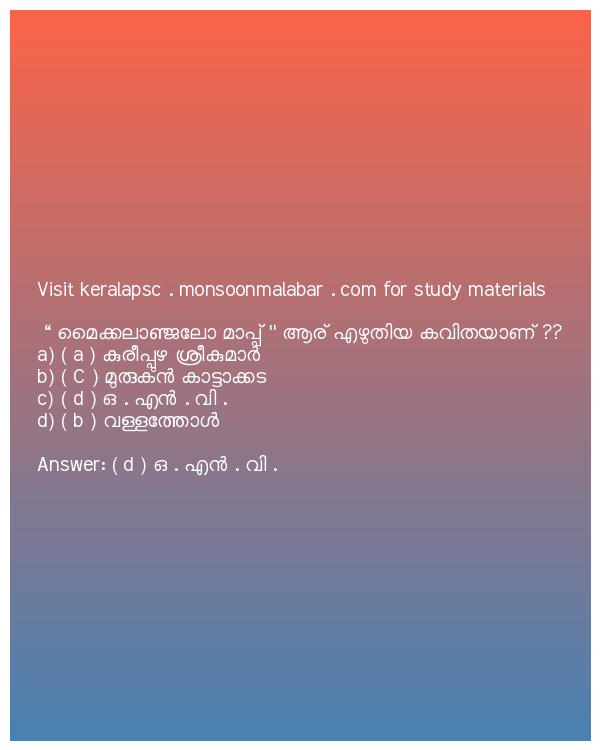 Visit keralapsc . monsoonmalabar . com for study materials
“ മൈക്കലാഞ്ജലോ മാപ്പ് " ആര് എഴുതിയ കവിതയാണ് ??
a) ( a ) കുരീപ്പുഴ ശ്രീകുമാർ
b) ( C ) മുരുകൻ കാട്ടാക്കട
c) ( d ) ഒ . എൻ . വി .
d) ( b ) വള്ളത്തോൾ
Answer: ( d ) ഒ . എൻ . വി .